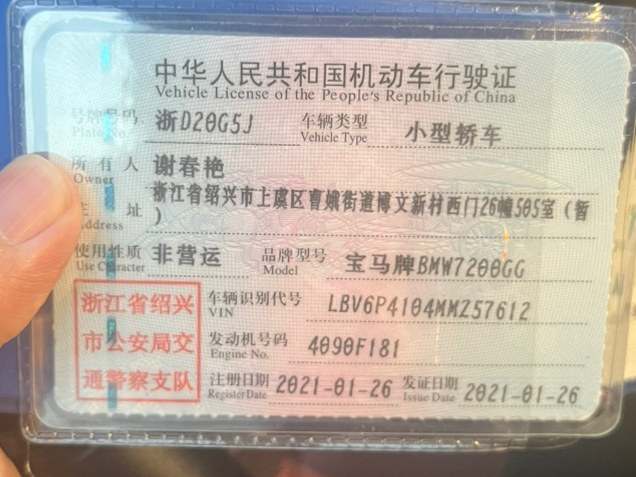 中华人民共和国机动车行驶证
Vehicle License of the People's Republic of China
号牌号码 浙D20G5J 车辆类型 小型轿车
Plate No. Vehicle Type
所有人 谢春艳
Owner
住址 浙江省绍兴市上虞区曹娥街道博文新村西门26幢505室（暂
Address ）
使用性质 非营运 品牌型号 宝马牌BMW7200GG
Use Character Model
浙江省绍兴 车辆识别代号 LBV6P4104MMZ57612
VIN
市公安局交 发动机号码 4090F181
Engine No.
通警察支队 注册日期 2021-01-26 发证日期 2021-01-26
Register Date Issue Date